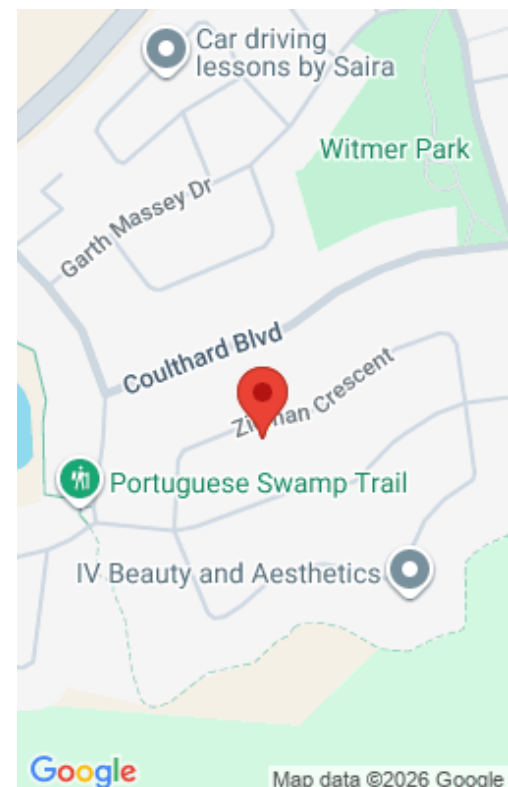 Car driving
lessons by Saira
Witmer Park
Garth Massey Dr
Coulthard Blvd
Crescent
Portuguese Swamp Trail
IV Beauty and Aesthetics
Google
Map data ©2026 Google